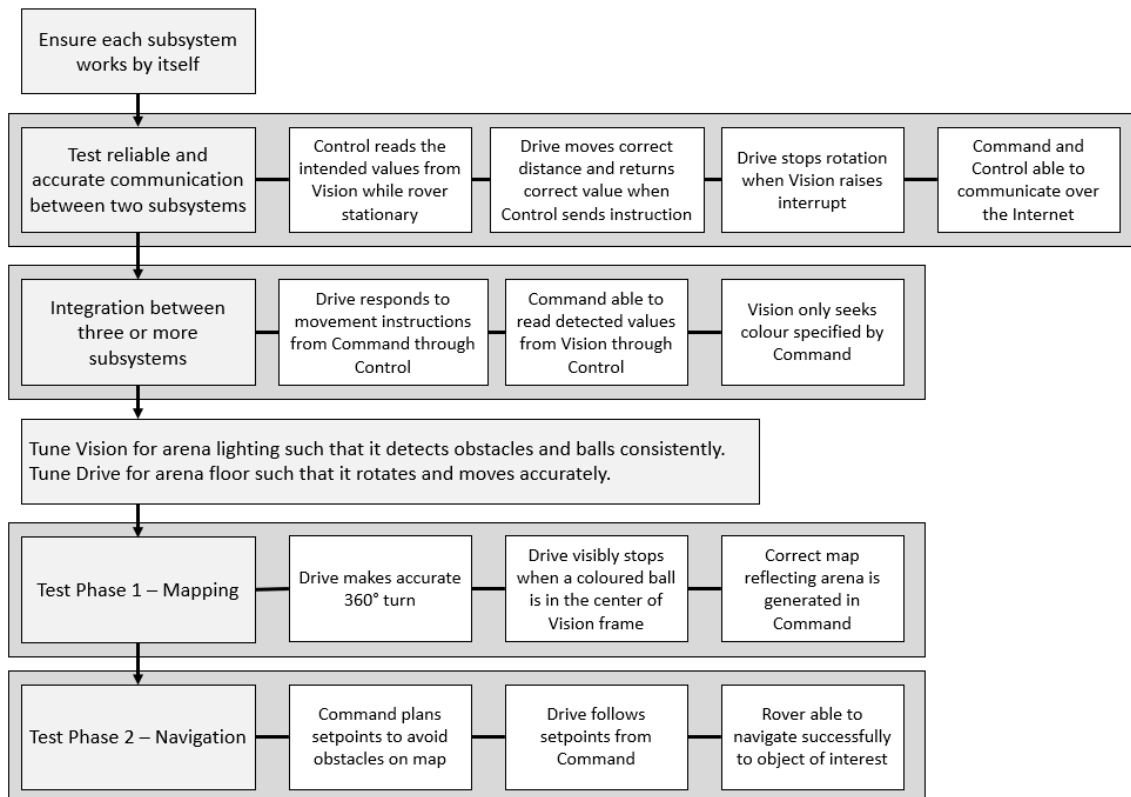 Ensure each subsystem
works by itself
Test reliable and
accurate communication
between two subsystems
Control reads the
intended values from
Vision while rover
stationary
Drive moves correct
distance and returns
correct value when
Control sends instruction
Drive stops rotation
when Vision raises
interrupt
Command and
Control able to
communicate over
the Internet
Integration between
three or more
subsystems
Drive responds to
movement instructions
from Command through
Control
Command able to
read detected values
from Vision through
Control
Vision only seeks
colour specified by
Command
Tune Vision for arena lighting such that it detects obstacles and balls consistently.
Tune Drive for arena floor such that it rotates and moves accurately.
Test Phase 1 – Mapping
Drive makes accurate
360° turn
Drive visibly stops
when a coloured ball
is in the center of
Vision frame
Correct map
reflecting arena is
generated in
Command
Test Phase 2 – Navigation
Command plans
setpoints to avoid
obstacles on map
Drive follows
setpoints from
Command
Rover able to
navigate successfully
to object of interest